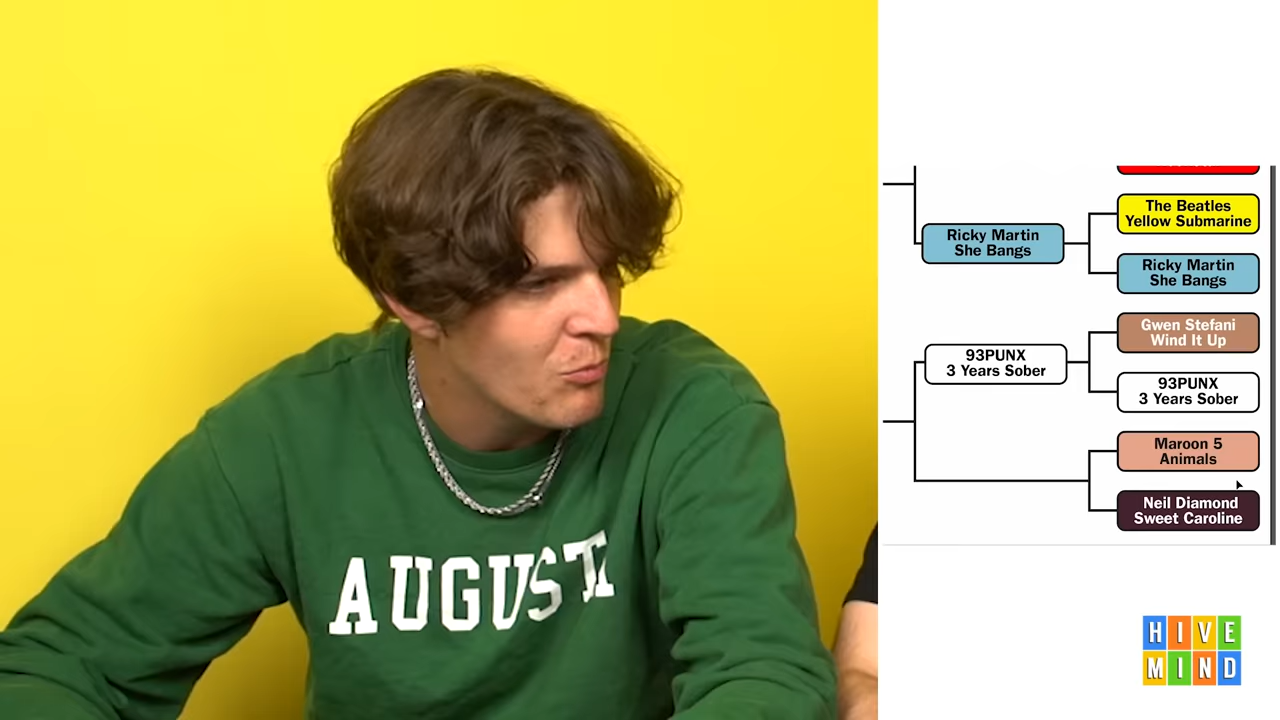 AUGUSTA
The Beatles
Yellow Submarine
Ricky Martin
She Bangs
Ricky Martin
She Bangs
Gwen Stefani
Wind It Up
93PUNX
3 Years Sober
93PUNX
3 Years Sober
Maroon 5
Animals
Neil Diamond
Sweet Caroline
HIVE
MIND